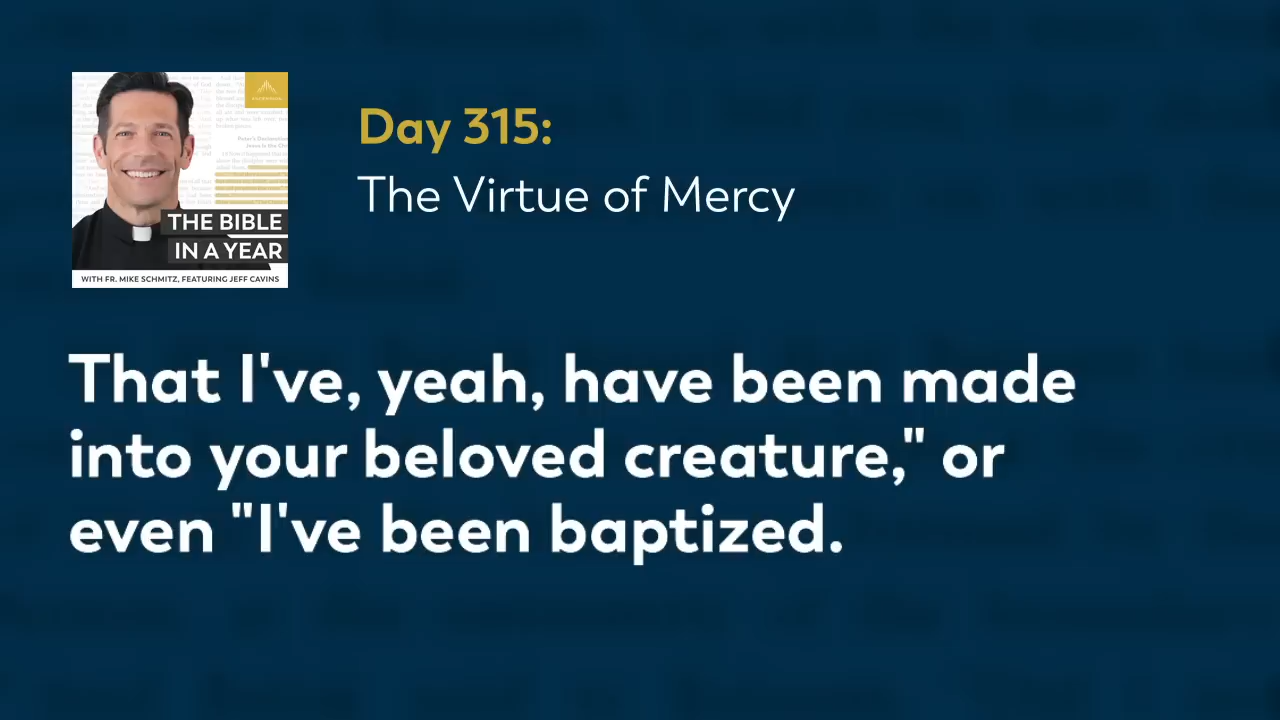 Day 315:
The Virtue of Mercy
THE BIBLE
IN A YEAR
WITH FR. MIKE SCHMITZ, FEATURING JEFF CAVINS
That I've, yeah, have been made
into your beloved creature," or
even "I've been baptized.